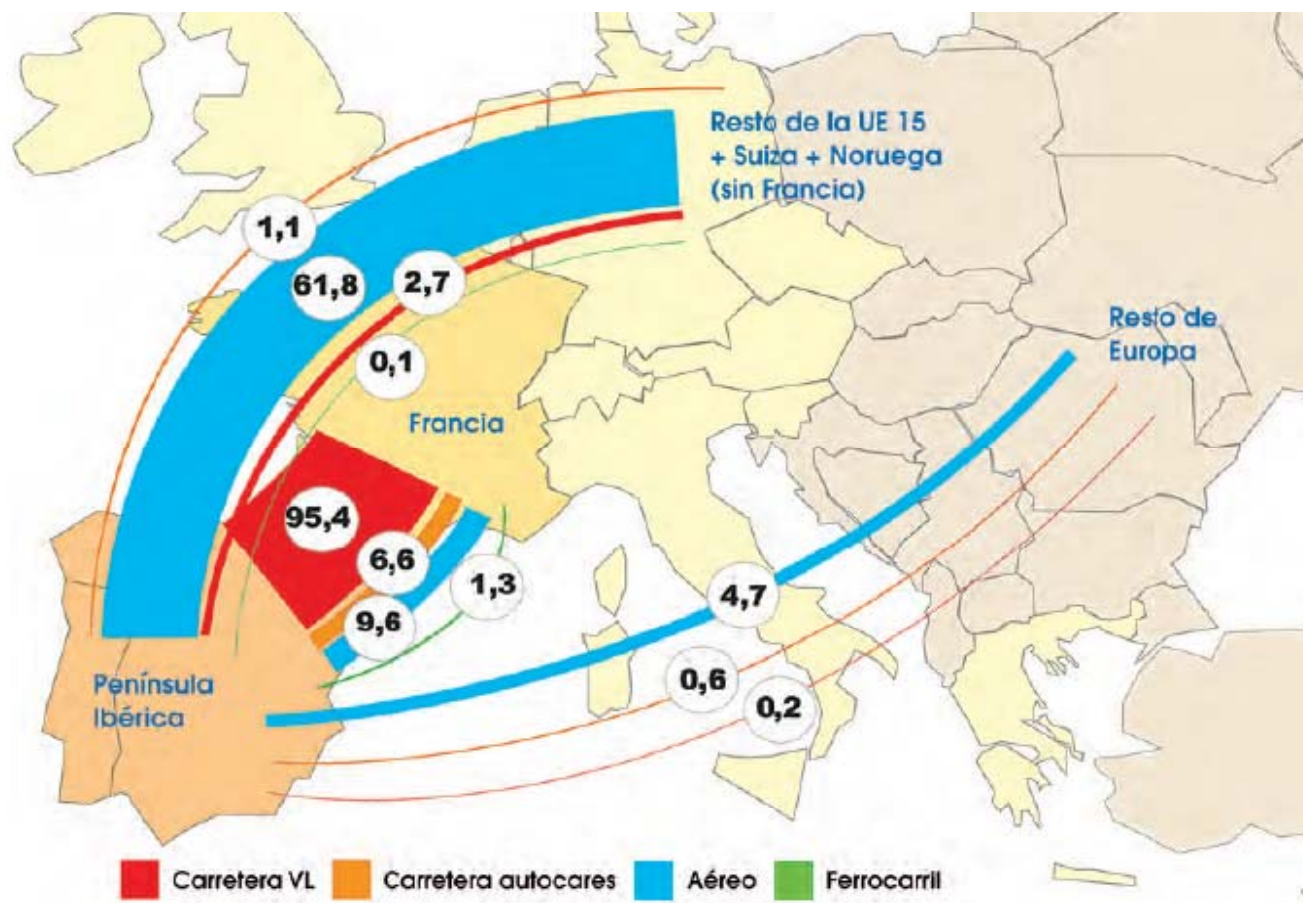 Resto de la UE 15
+ Suiza + Noruega
(sin Francia)
1,1
61,8
2,7
0,1
Resto de
Europa
Francia
95,4
6,6
9,6
1,3
4,7
0,6
0,2
Península
Ibérica
Carretera VL
Carretera autocares
Aéreo
Ferrocarril